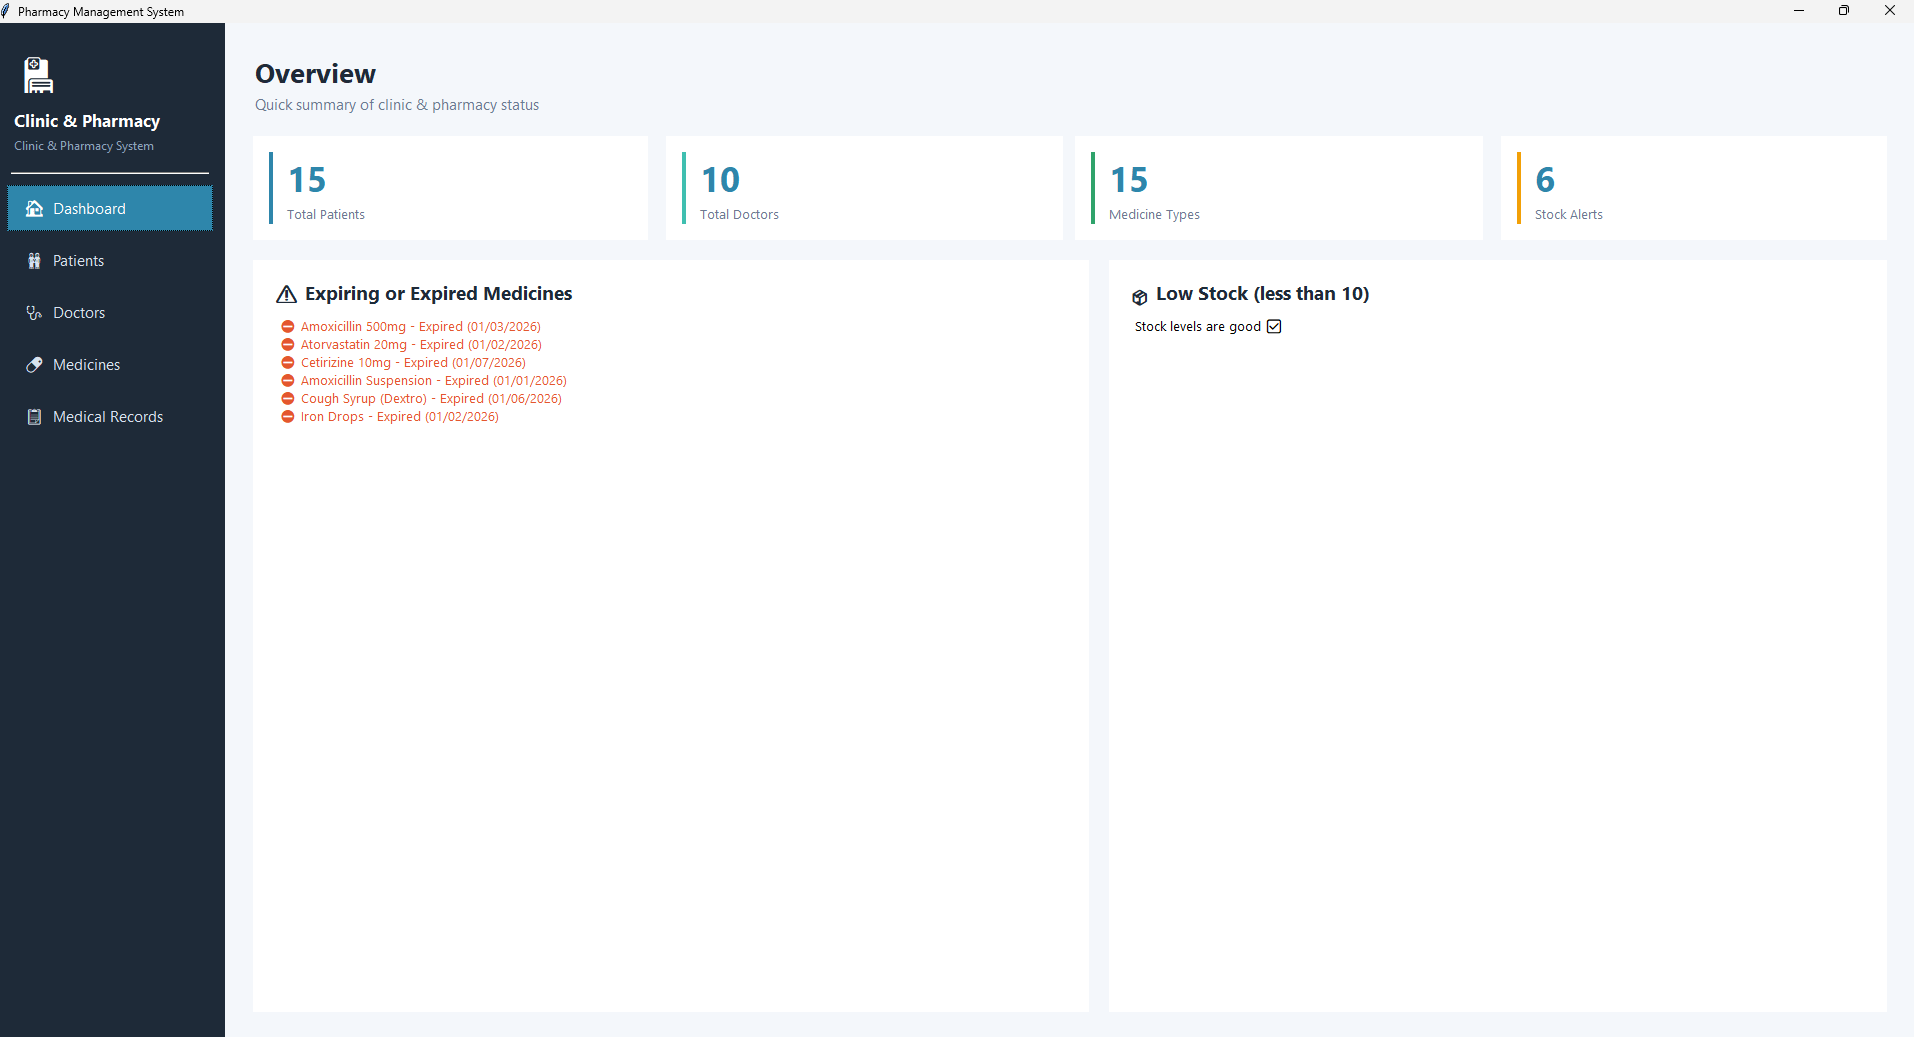 Pharmacy Management System
Clinic & Pharmacy
Clinic & Pharmacy System
Dashboard
Patients
Doctors
Medicines
Medical Records
Overview
Quick summary of clinic & pharmacy status
15
Total Patients
10
Total Doctors
15
Medicine Types
6
Stock Alerts
Expiring or Expired Medicines
Amoxicillin 500mg - Expired (01/03/2026)
Atorvastatin 20mg - Expired (01/02/2026)
Cetirizine 10mg - Expired (01/07/2026)
Amoxicillin Suspension - Expired (01/01/2026)
Cough Syrup (Dextro) - Expired (01/06/2026)
Iron Drops - Expired (01/02/2026)
Low Stock (less than 10)
Stock levels are good